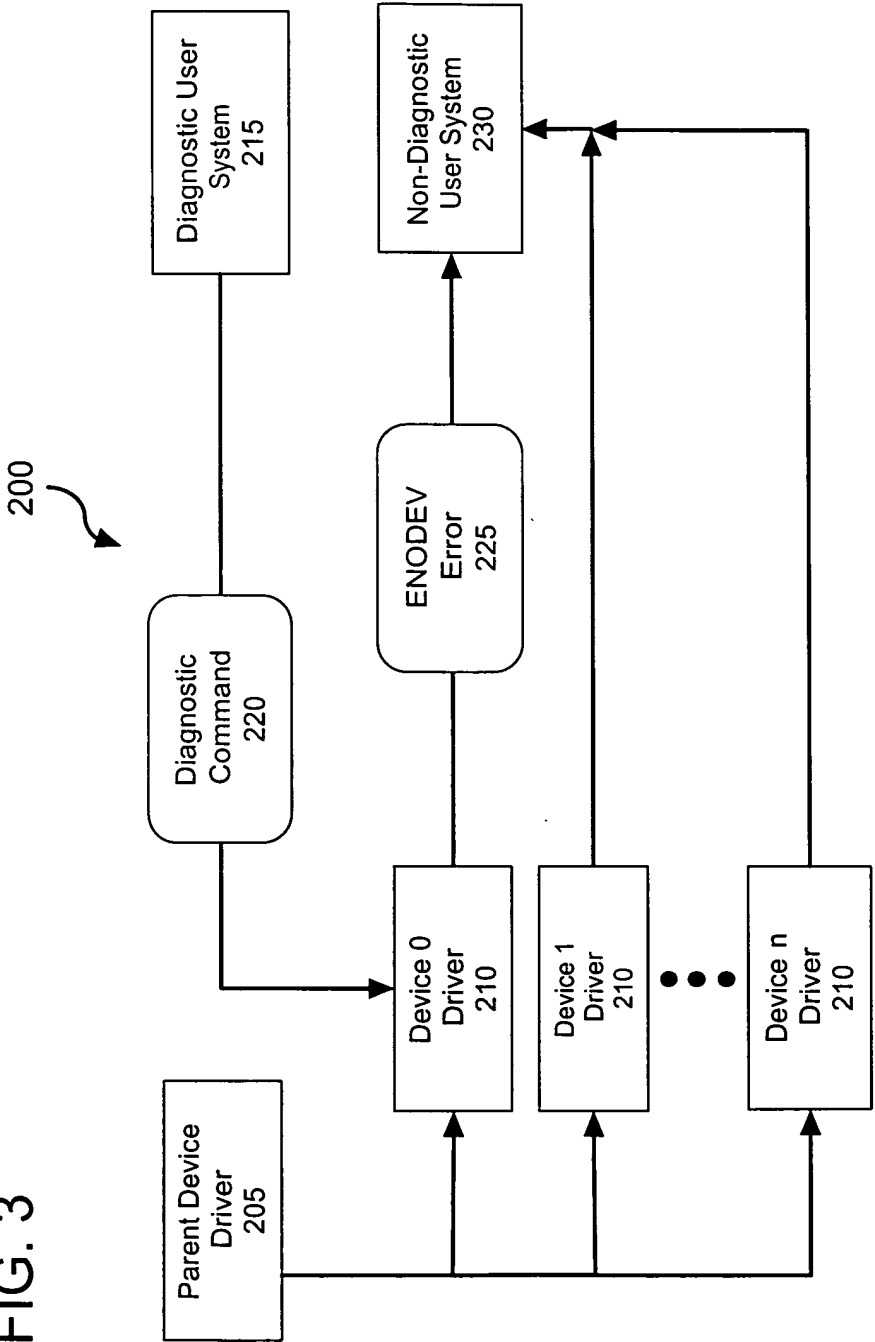 FIG. 3
200
Parent Device
Driver
205
Diagnostic
Command
220
Diagnostic User
System
215
Device 0
Driver
210
ENODEV
Error
225
Non-Diagnostic
User System
230
Device 1
Driver
210
Device n
Driver
210